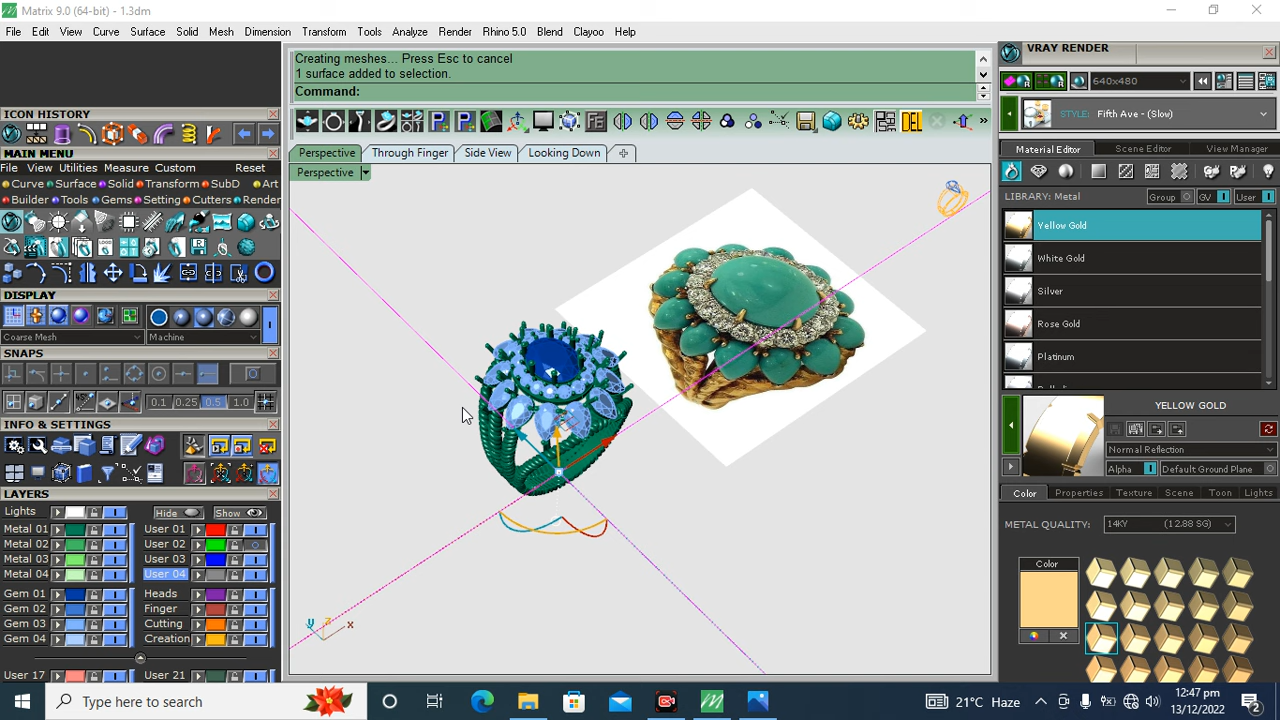 Matrix 9.0 (64-bit) - 1.3dm
File Edit View Curve Surface Solid Mesh Dimension Transform Tools Analyze Render Rhino 5.0 Blend Clayoo Help
Creating meshes... Press Esc to cancel
1 surface added to selection.
Command:
VRAY RENDER
640x480
STYLE: Fifth Ave - (Slow)
ICON HISTORY
MAIN MENU
File View Utilities Measure Custom Reset
Curve Surface Solid Transform SubD Art
Builder Tools Gems Setting Cutters Render
Perspective Through Finger Side View Looking Down
Perspective
Material Editor Scene Editor View Manager
LIBRARY: Metal Group GV User
Yellow Gold
White Gold
Silver
Rose Gold
Platinum
DISPLAY
Coarse Mesh Machine
SNAPS
0.1 0.25 0.5 1.0
INFO & SETTINGS
YELLOW GOLD
Normal Reflection
Alpha Default Ground Plane
Color Properties Texture Scene Toon Lights
METAL QUALITY: 14KY (12.88 SG)
Color
LAYERS
Lights Hide Show
Metal 01 User 01
Metal 02 User 02
Metal 03 User 03
Metal 04 User 04
Gem 01 Heads
Gem 02 Finger
Gem 03 Cutting
Gem 04 Creation
User 17 User 21
y z x
Type here to search
21°C Haze
12:47 pm
13/12/2022
2